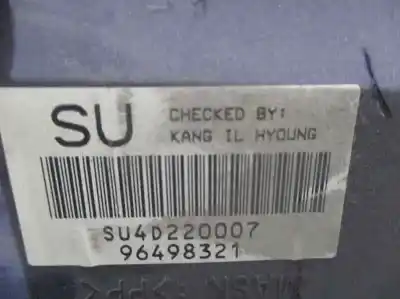 SU
CHECKED BY:
KANG IL HYOUNG
SU4D220007
96498321